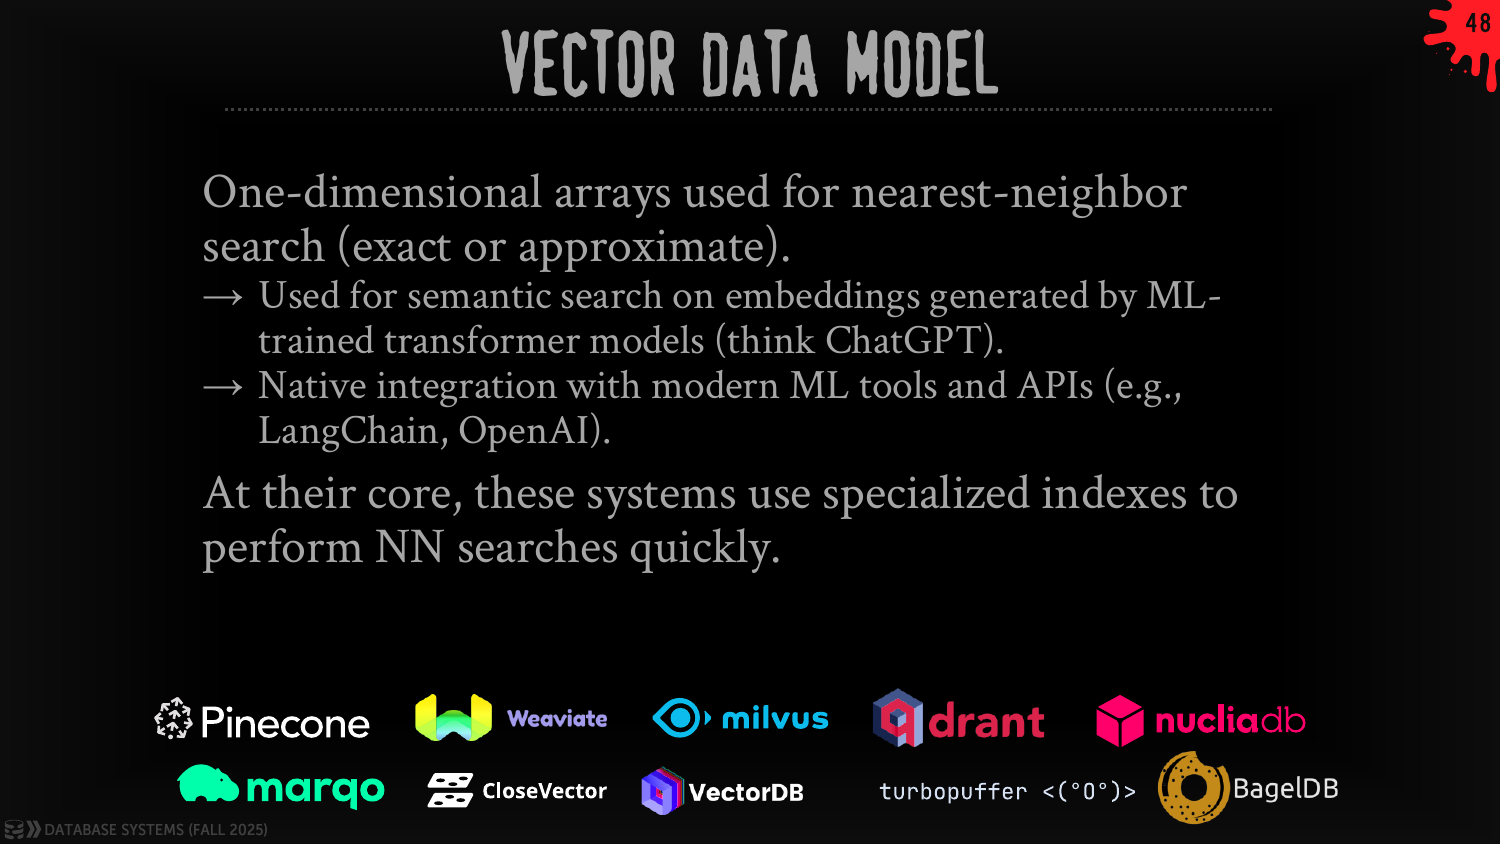 48
VECTOR DATA MODEL
One-dimensional arrays used for nearest-neighbor
search (exact or approximate).
→ Used for semantic search on embeddings generated by ML-
trained transformer models (think ChatGPT).
→ Native integration with modern ML tools and APIs (e.g.,
LangChain, OpenAI).
At their core, these systems use specialized indexes to
perform NN searches quickly.
Pinecone Weaviate milvus qdrant nucliadb
marqo CloseVector VectorDB turbopuffer <(°O°)> BagelDB
DATABASE SYSTEMS (FALL 2025)